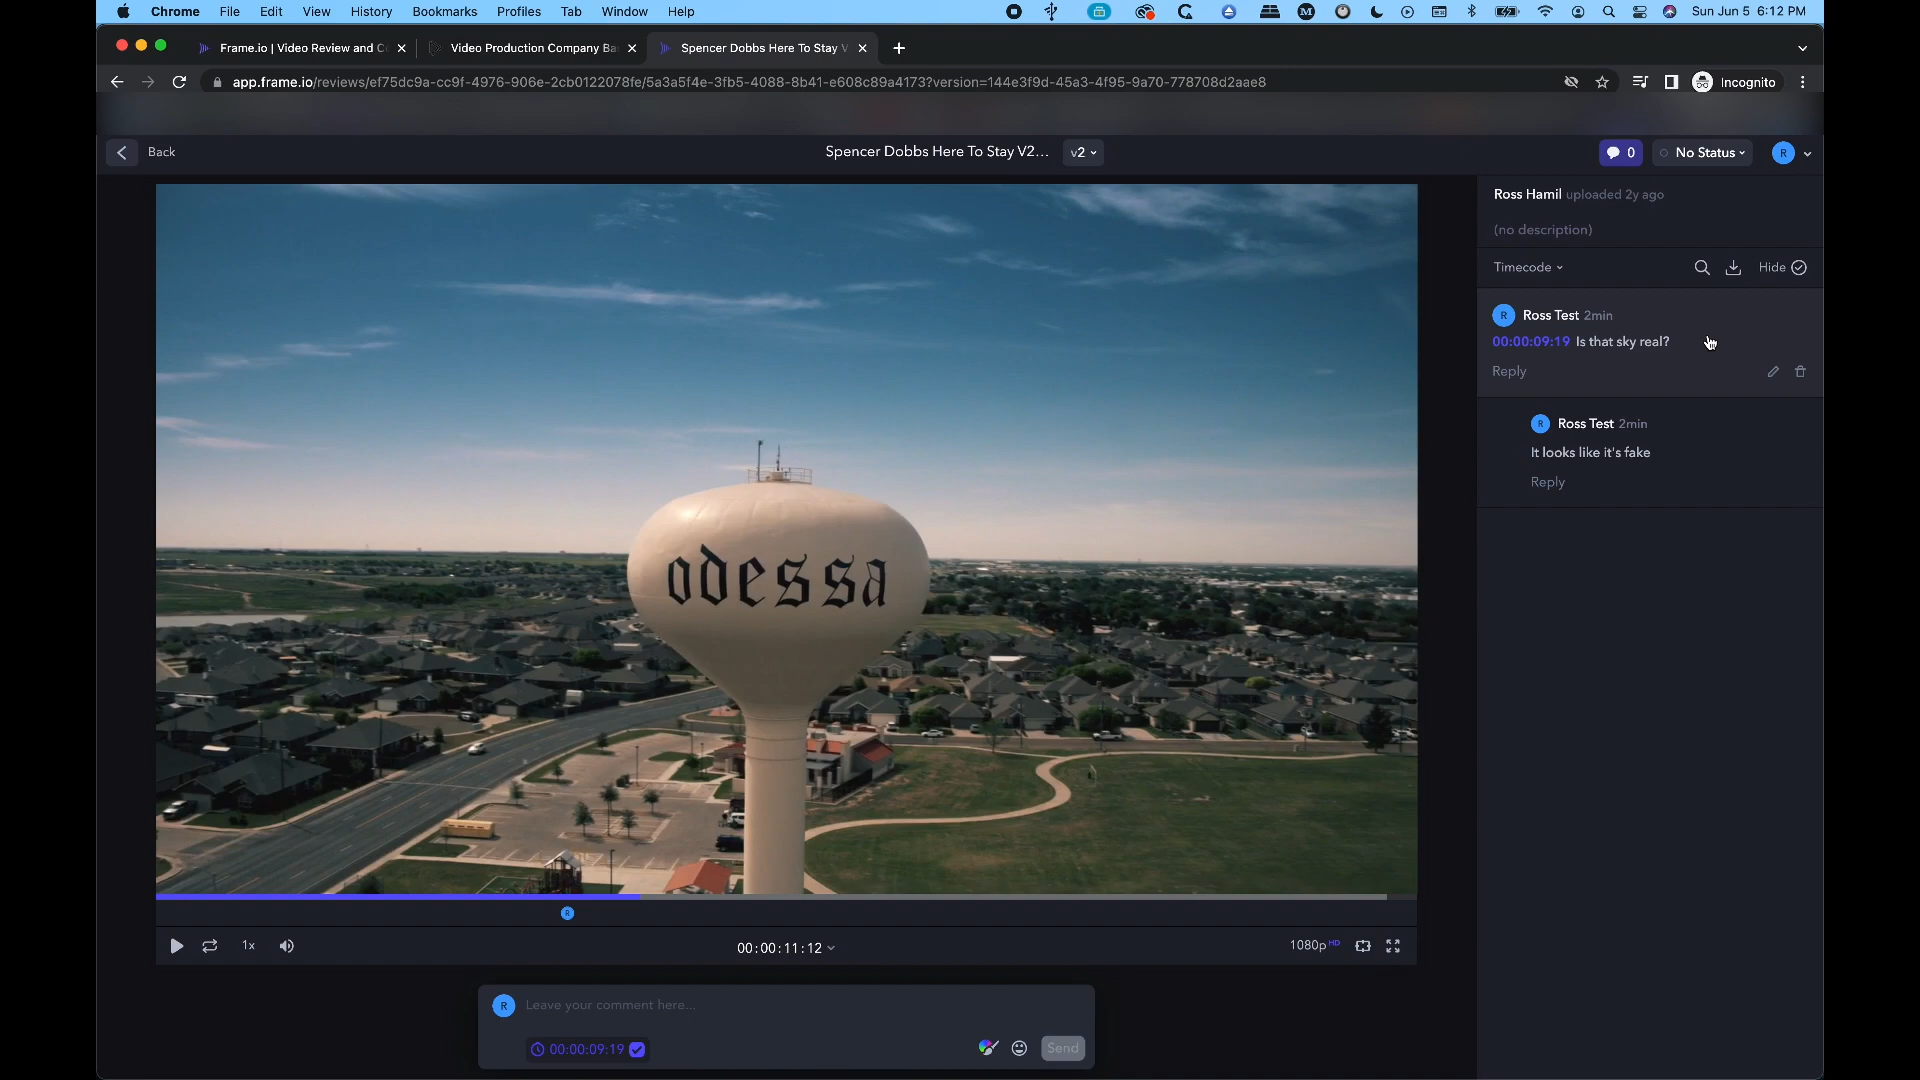 Chrome File Edit View History Bookmarks Profiles Tab Window Help Sun Jun 5 6:12 PM
Frame.io | Video Review and C Video Production Company Ba Spencer Dobbs Here To Stay V
app.frame.io/reviews/ef75dc9a-cc9f-4976-906e-2cb0122078fe/5a3a5f4e-3fb5-4088-8b41-e608c89a4173?version=144e3f9d-45a3-4f95-9a70-778708d2aae8 Incognito
Back Spencer Dobbs Here To Stay V2... v2 0 No Status R
Ross Hamil uploaded 2y ago
(no description)
Timecode Hide
R Ross Test 2min
00:00:09:19 Is that sky real?
Reply
R Ross Test 2min
It looks like it's fake
Reply
odessa
R
1x 00:00:11:12 1080p HD
R Leave your comment here...
00:00:09:19 Send